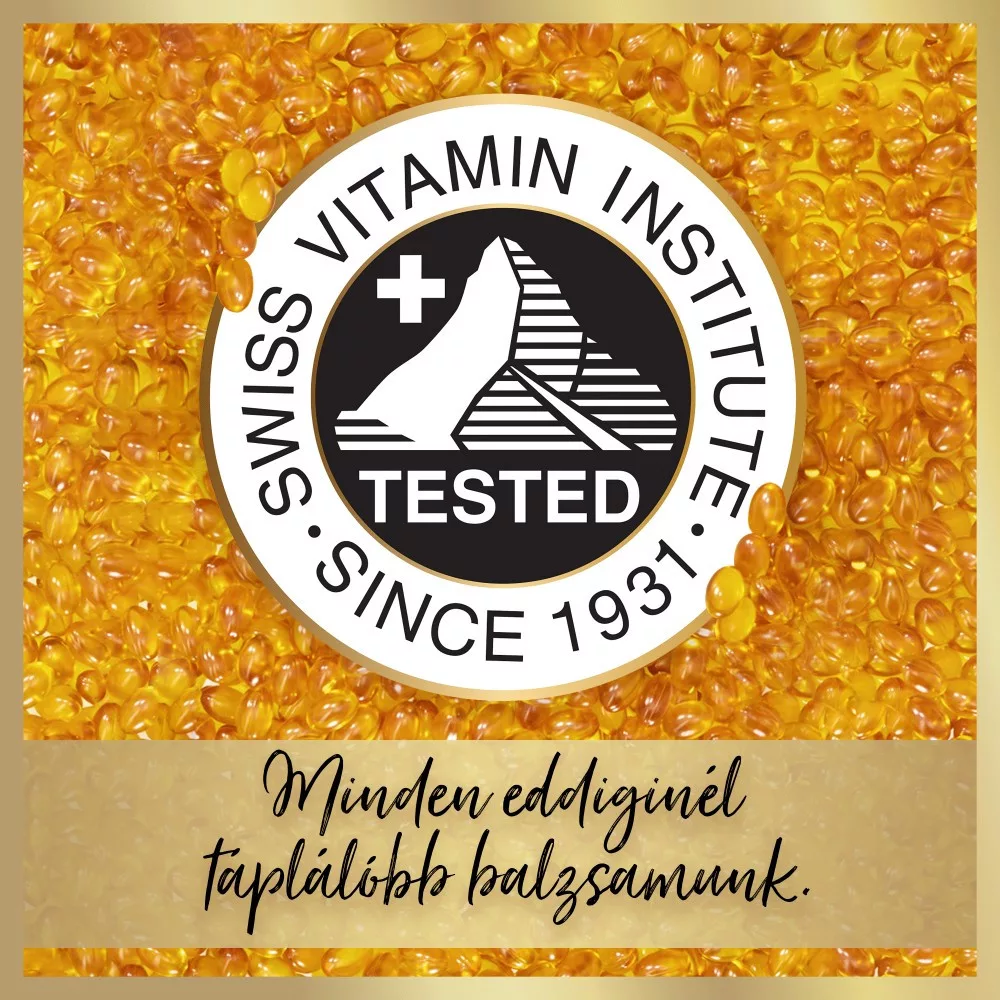 SWISS VITAMIN INSTITUTE
TESTED
· SINCE 1931 ·
Minden eddiginél
táplálóbb balzsamunk.